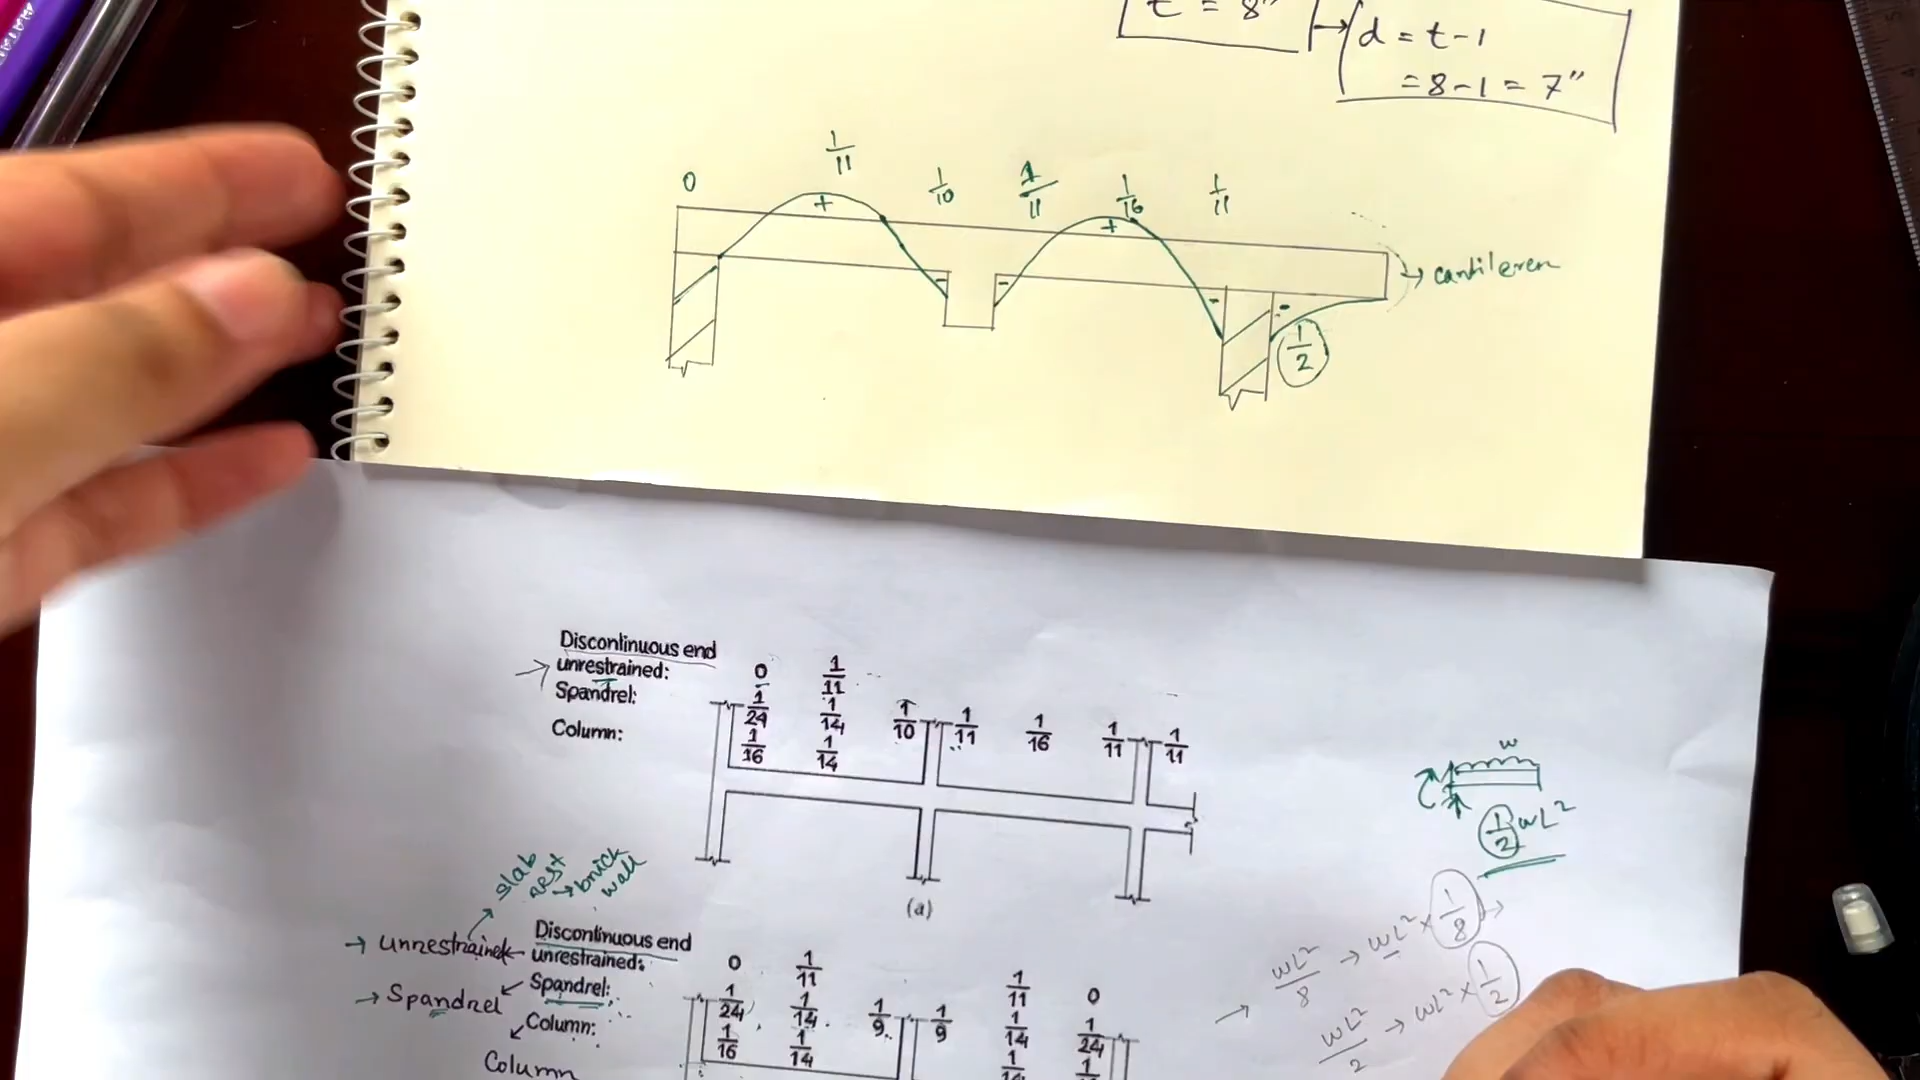 t = 8"
d = t-1
= 8-1 = 7"
0 1/11 1/10 1/11 1/16 1/11
+ +
- - - -
cantilever
1/2
Discontinuous end
unrestrained: 0 1/11
Spandrel: 1/24 1/14 1/10 1/11 1/16 1/11 1/11
Column: 1/16 1/14
(a)
w
1/2 wL²
slab
rest
→ brick
wall
→ unrestrained
Discontinuous end
unrestrained: 0 1/11 1/11 0
→ Spandrel
Spandrel: 1/24 1/14 1/9 1/9 1/14 1/24
Column: 1/16 1/14
Column
→ wL²/8 → wL² × 1/8 →
wL²/2 → wL² × 1/2